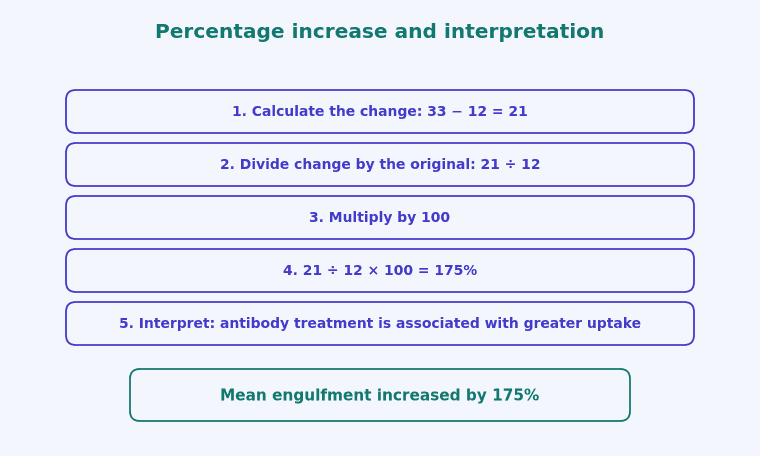 Percentage increase and interpretation
1. Calculate the change: 33 − 12 = 21
2. Divide change by the original: 21 ÷ 12
3. Multiply by 100
4. 21 ÷ 12 × 100 = 175%
5. Interpret: antibody treatment is associated with greater uptake
Mean engulfment increased by 175%